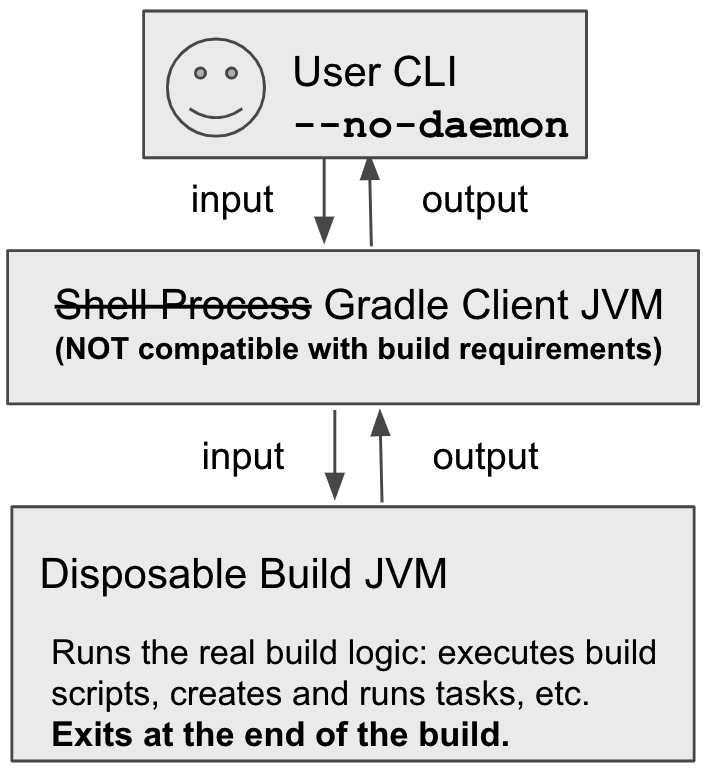 User CLI
--no-daemon
input
output
Shell Process Gradle Client JVM
(NOT compatible with build requirements)
input
output
Disposable Build JVM
Runs the real build logic: executes build
scripts, creates and runs tasks, etc.
Exits at the end of the build.